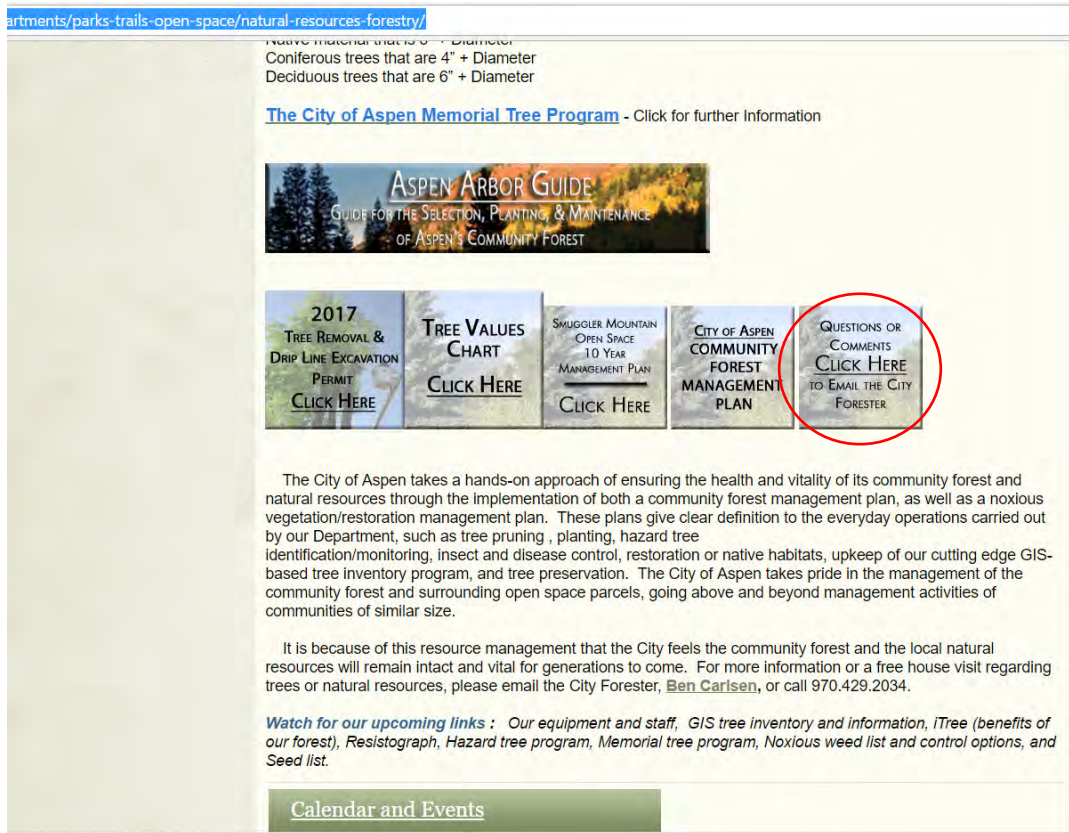 artments/parks-trails-open-space/natural-resources-forestry/
Coniferous trees that are 4" + Diameter
Deciduous trees that are 6" + Diameter
The City of Aspen Memorial Tree Program - Click for further Information
ASPEN ARBOR GUIDE
GUIDE FOR THE SELECTION, PLANTING, & MAINTENANCE
OF ASPEN'S COMMUNITY FOREST
2017
TREE REMOVAL &
DRIP LINE EXCAVATION
PERMIT
CLICK HERE
TREE VALUES
CHART
CLICK HERE
SMUGGLER MOUNTAIN
OPEN SPACE
10 YEAR
MANAGEMENT PLAN
CLICK HERE
CITY OF ASPEN
COMMUNITY
FOREST
MANAGEMENT
PLAN
QUESTIONS OR
COMMENTS
CLICK HERE
TO EMAIL THE CITY
FORESTER
The City of Aspen takes a hands-on approach of ensuring the health and vitality of its community forest and
natural resources through the implementation of both a community forest management plan, as well as a noxious
vegetation/restoration management plan. These plans give clear definition to the everyday operations carried out
by our Department, such as tree pruning , planting, hazard tree
identification/monitoring, insect and disease control, restoration or native habitats, upkeep of our cutting edge GIS-
based tree inventory program, and tree preservation. The City of Aspen takes pride in the management of the
community forest and surrounding open space parcels, going above and beyond management activities of
communities of similar size.
It is because of this resource management that the City feels the community forest and the local natural
resources will remain intact and vital for generations to come. For more information or a free house visit regarding
trees or natural resources, please email the City Forester, Ben Carlsen, or call 970.429.2034.
Watch for our upcoming links : Our equipment and staff, GIS tree inventory and information, iTree (benefits of
our forest), Resistograph, Hazard tree program, Memorial tree program, Noxious weed list and control options, and
Seed list.
Calendar and Events